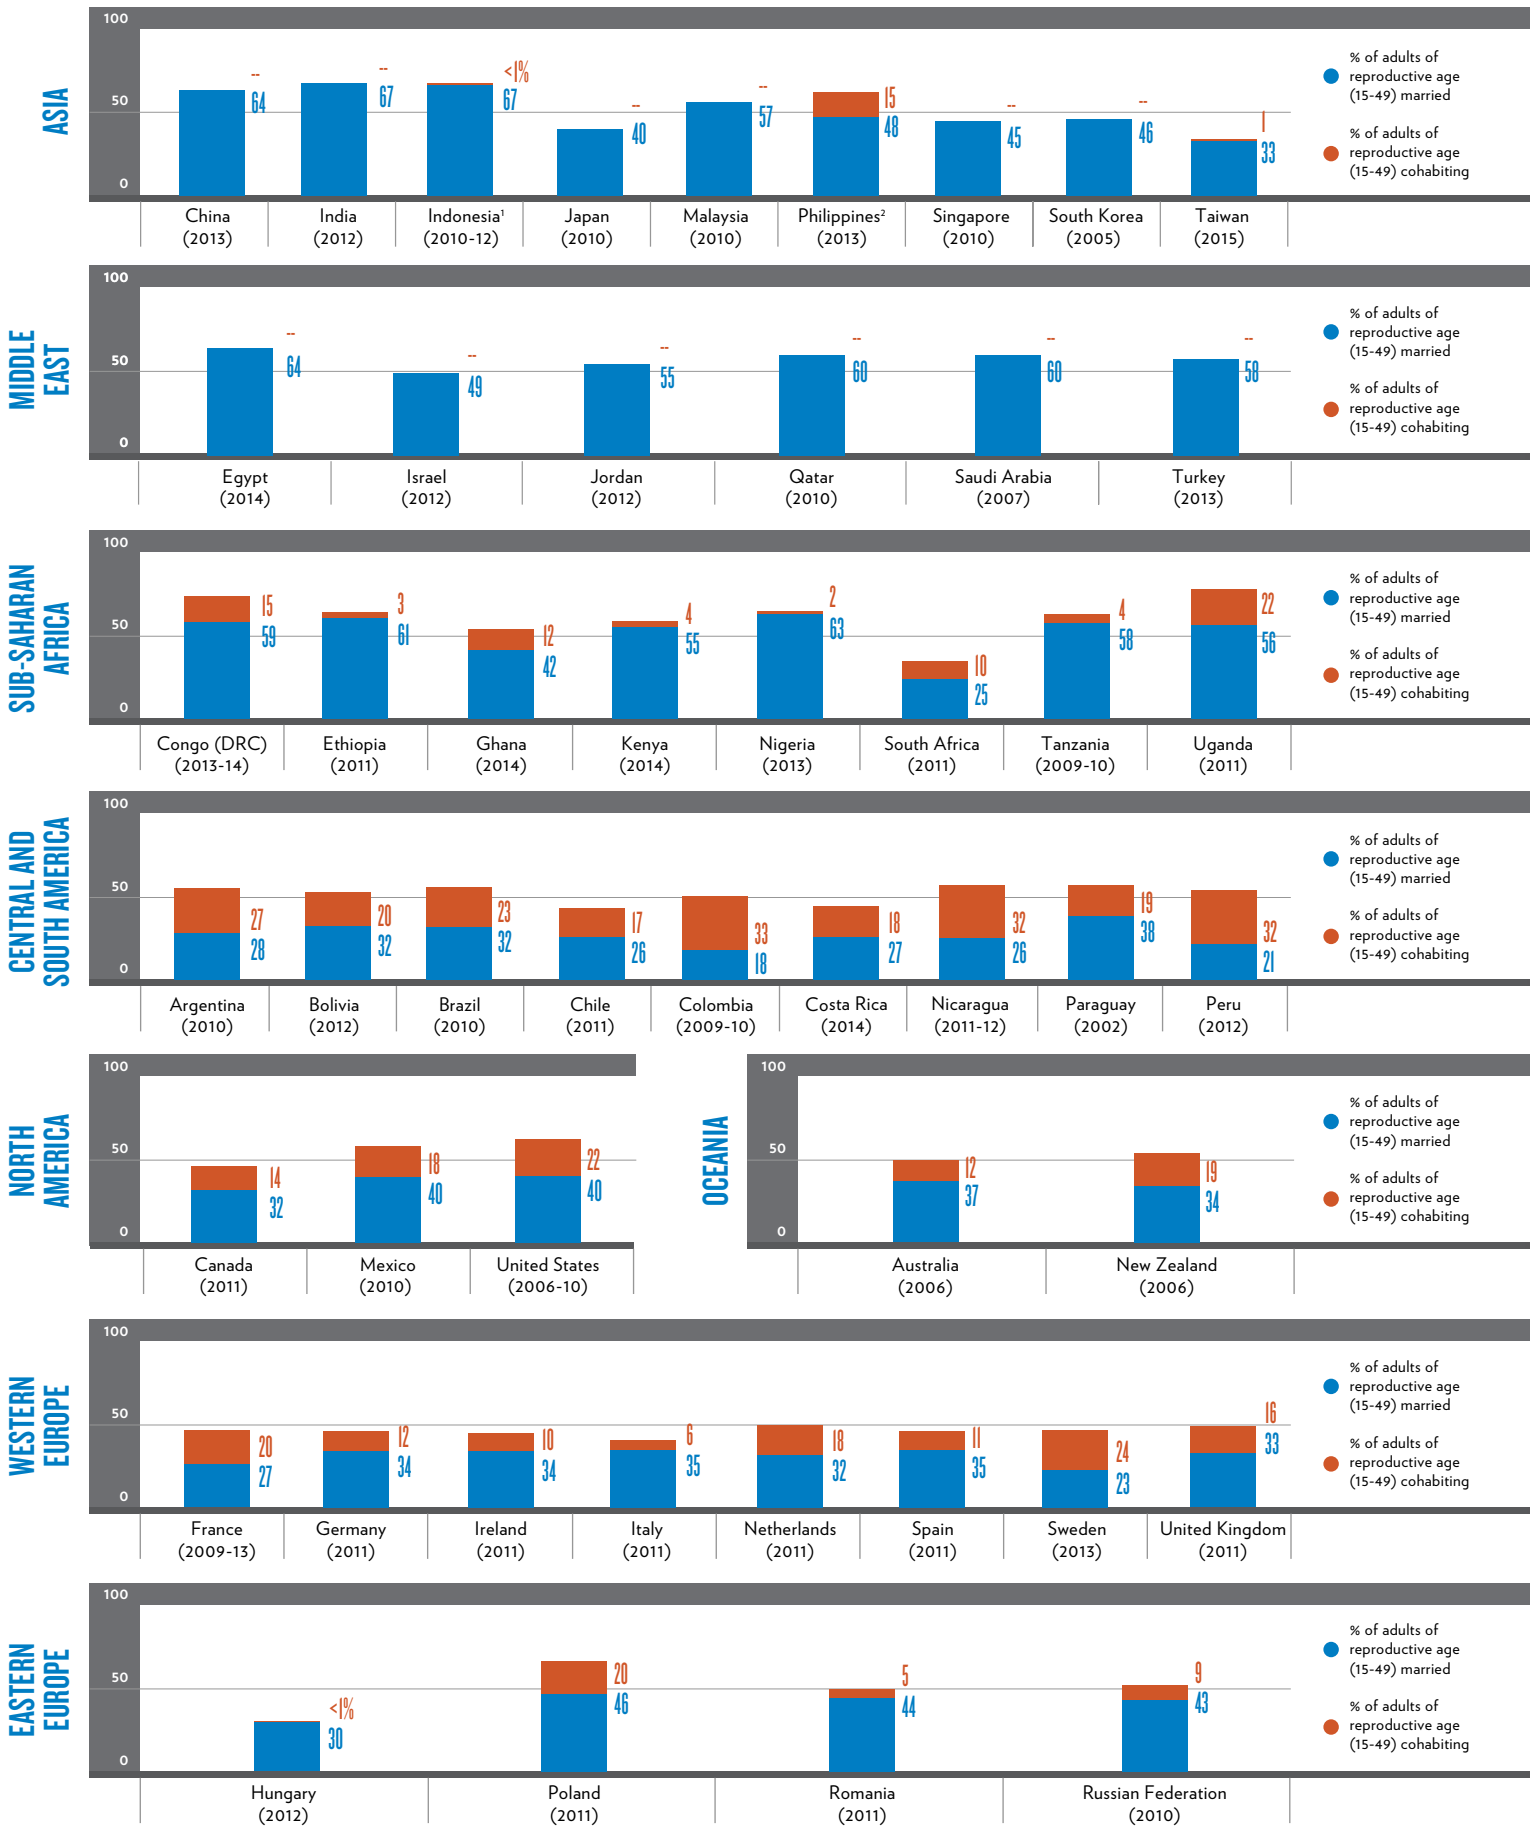 ASIA
100
50
0
--
64
--
67
<1%
67
--
40
--
57
15
48
--
45
--
46
1
33
China
(2013)
India
(2012)
Indonesia¹
(2010-12)
Japan
(2010)
Malaysia
(2010)
Philippines²
(2013)
Singapore
(2010)
South Korea
(2005)
Taiwan
(2015)
% of adults of
reproductive age
(15-49) married
% of adults of
reproductive age
(15-49) cohabiting
MIDDLE
EAST
100
50
0
--
64
--
49
--
55
--
60
--
60
--
58
Egypt
(2014)
Israel
(2012)
Jordan
(2012)
Qatar
(2010)
Saudi Arabia
(2007)
Turkey
(2013)
% of adults of
reproductive age
(15-49) married
% of adults of
reproductive age
(15-49) cohabiting
SUB-SAHARAN
AFRICA
100
50
0
15
59
3
61
12
42
4
55
2
63
10
25
4
58
22
56
Congo (DRC)
(2013-14)
Ethiopia
(2011)
Ghana
(2014)
Kenya
(2014)
Nigeria
(2013)
South Africa
(2011)
Tanzania
(2009-10)
Uganda
(2011)
% of adults of
reproductive age
(15-49) married
% of adults of
reproductive age
(15-49) cohabiting
CENTRAL AND
SOUTH AMERICA
100
50
0
27
28
20
32
23
32
17
26
33
18
18
27
32
26
19
38
32
21
Argentina
(2010)
Bolivia
(2012)
Brazil
(2010)
Chile
(2011)
Colombia
(2009-10)
Costa Rica
(2014)
Nicaragua
(2011-12)
Paraguay
(2002)
Peru
(2012)
% of adults of
reproductive age
(15-49) married
% of adults of
reproductive age
(15-49) cohabiting
NORTH
AMERICA
100
50
0
14
32
18
40
22
40
Canada
(2011)
Mexico
(2010)
United States
(2006-10)
OCEANIA
100
50
0
12
37
19
34
Australia
(2006)
New Zealand
(2006)
% of adults of
reproductive age
(15-49) married
% of adults of
reproductive age
(15-49) cohabiting
WESTERN
EUROPE
100
50
0
20
27
12
34
10
34
6
35
18
32
11
35
24
23
16
33
France
(2009-13)
Germany
(2011)
Ireland
(2011)
Italy
(2011)
Netherlands
(2011)
Spain
(2011)
Sweden
(2013)
United Kingdom
(2011)
% of adults of
reproductive age
(15-49) married
% of adults of
reproductive age
(15-49) cohabiting
EASTERN
EUROPE
100
50
0
<1%
30
20
46
5
44
9
43
Hungary
(2012)
Poland
(2011)
Romania
(2011)
Russian Federation
(2010)
% of adults of
reproductive age
(15-49) married
% of adults of
reproductive age
(15-49) cohabiting